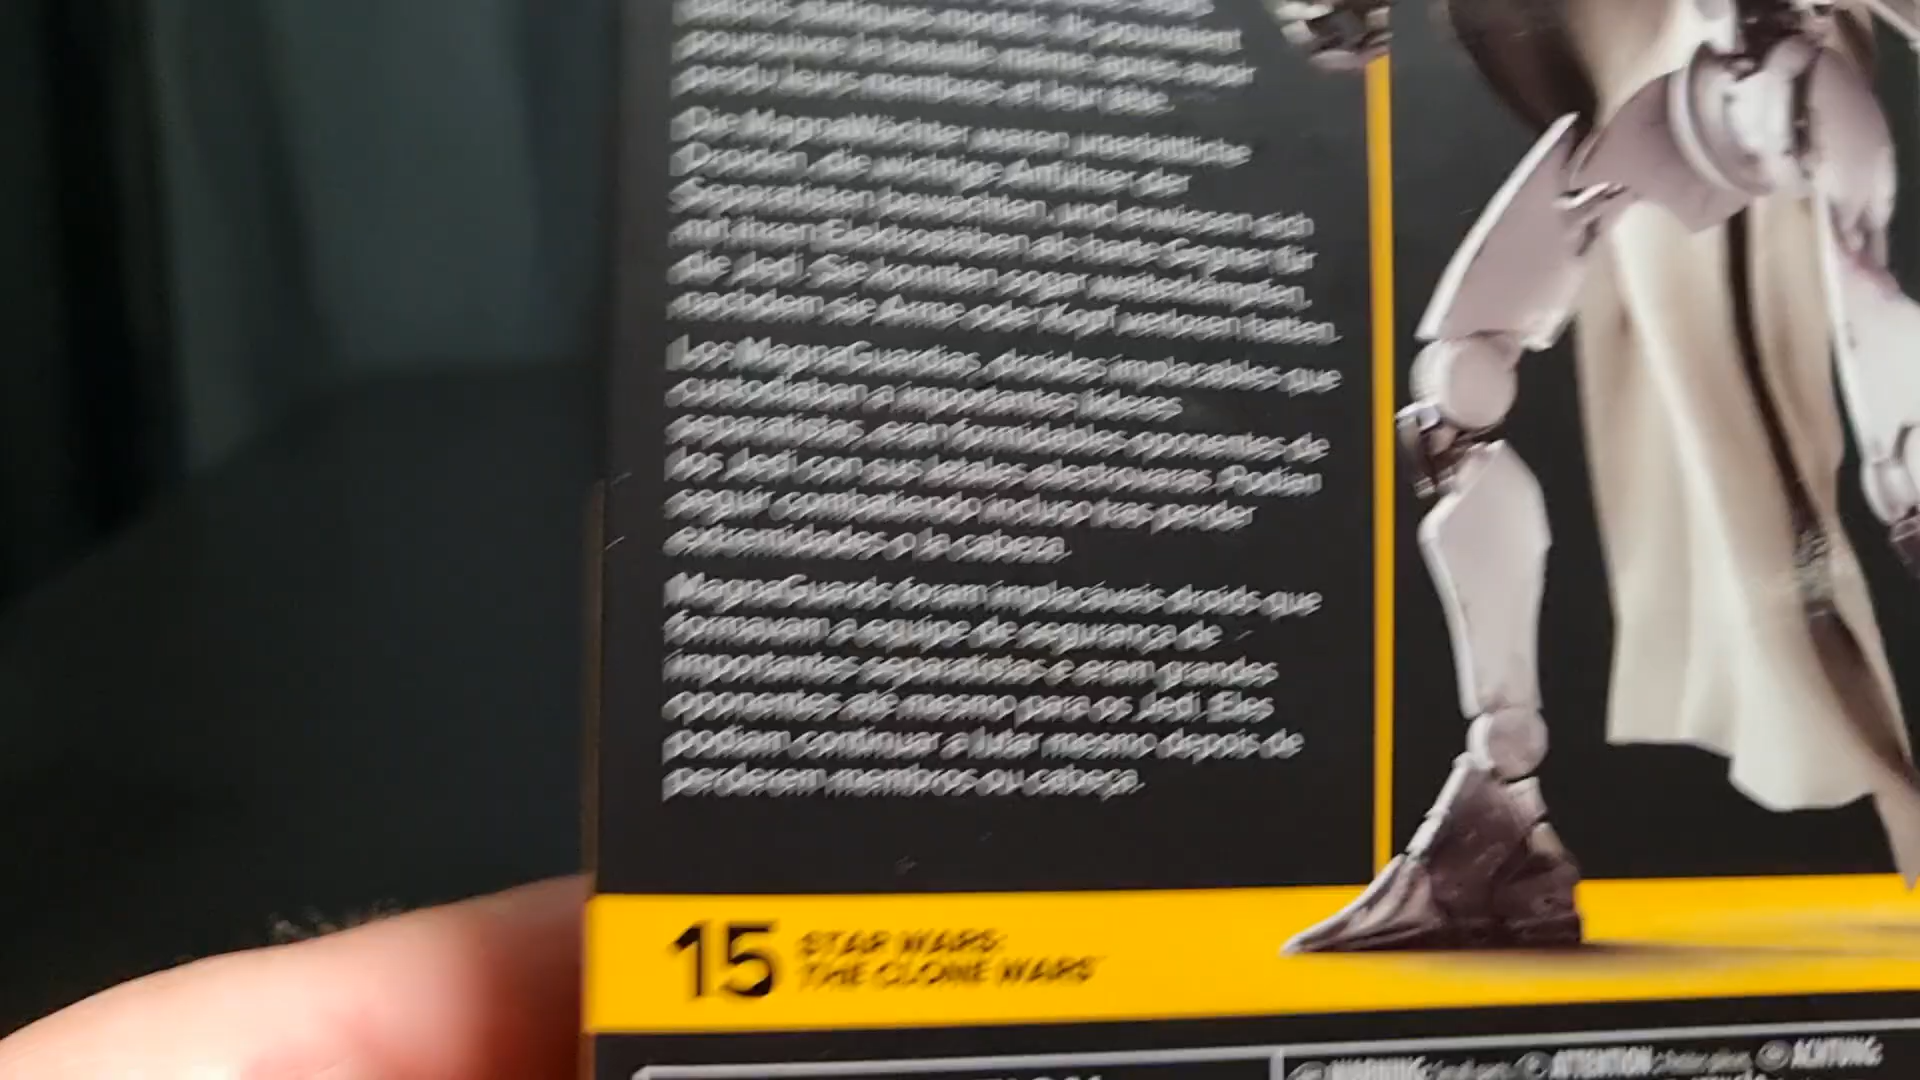 bâtons statiques modeis. Ils pouvaient
poursuivre la bataille même après avoir
perdu leurs membres et leur tête.
Die MagnaWächter waren unerbittliche
Droiden, die wichtige Anführer der
Separatisten bewachten, und erwiesen sich
mit ihren Elektrostäben als harte Gegner für
die Jedi. Sie konnten sogar weiterkämpfen,
nachdem sie Arme oder Kopf verloren hatten.
Los MagnaGuardias, droides implacables que
custodiaban a importantes líderes
separatistas, eran formidables oponentes de
los Jedi con sus letales electrovaras. Podían
seguir combatiendo incluso tras perder
extremidades o la cabeza.
MagnaGuards foram implacáveis droids que
formavam a equipe de segurança de
importantes separatistas e eram grandes
oponentes até mesmo para os Jedi. Eles
podiam continuar a lutar mesmo depois de
perderem membros ou cabeça.
15 STAR WARS:
THE CLONE WARS
WARNING: ATTENTION: ACHTUNG: